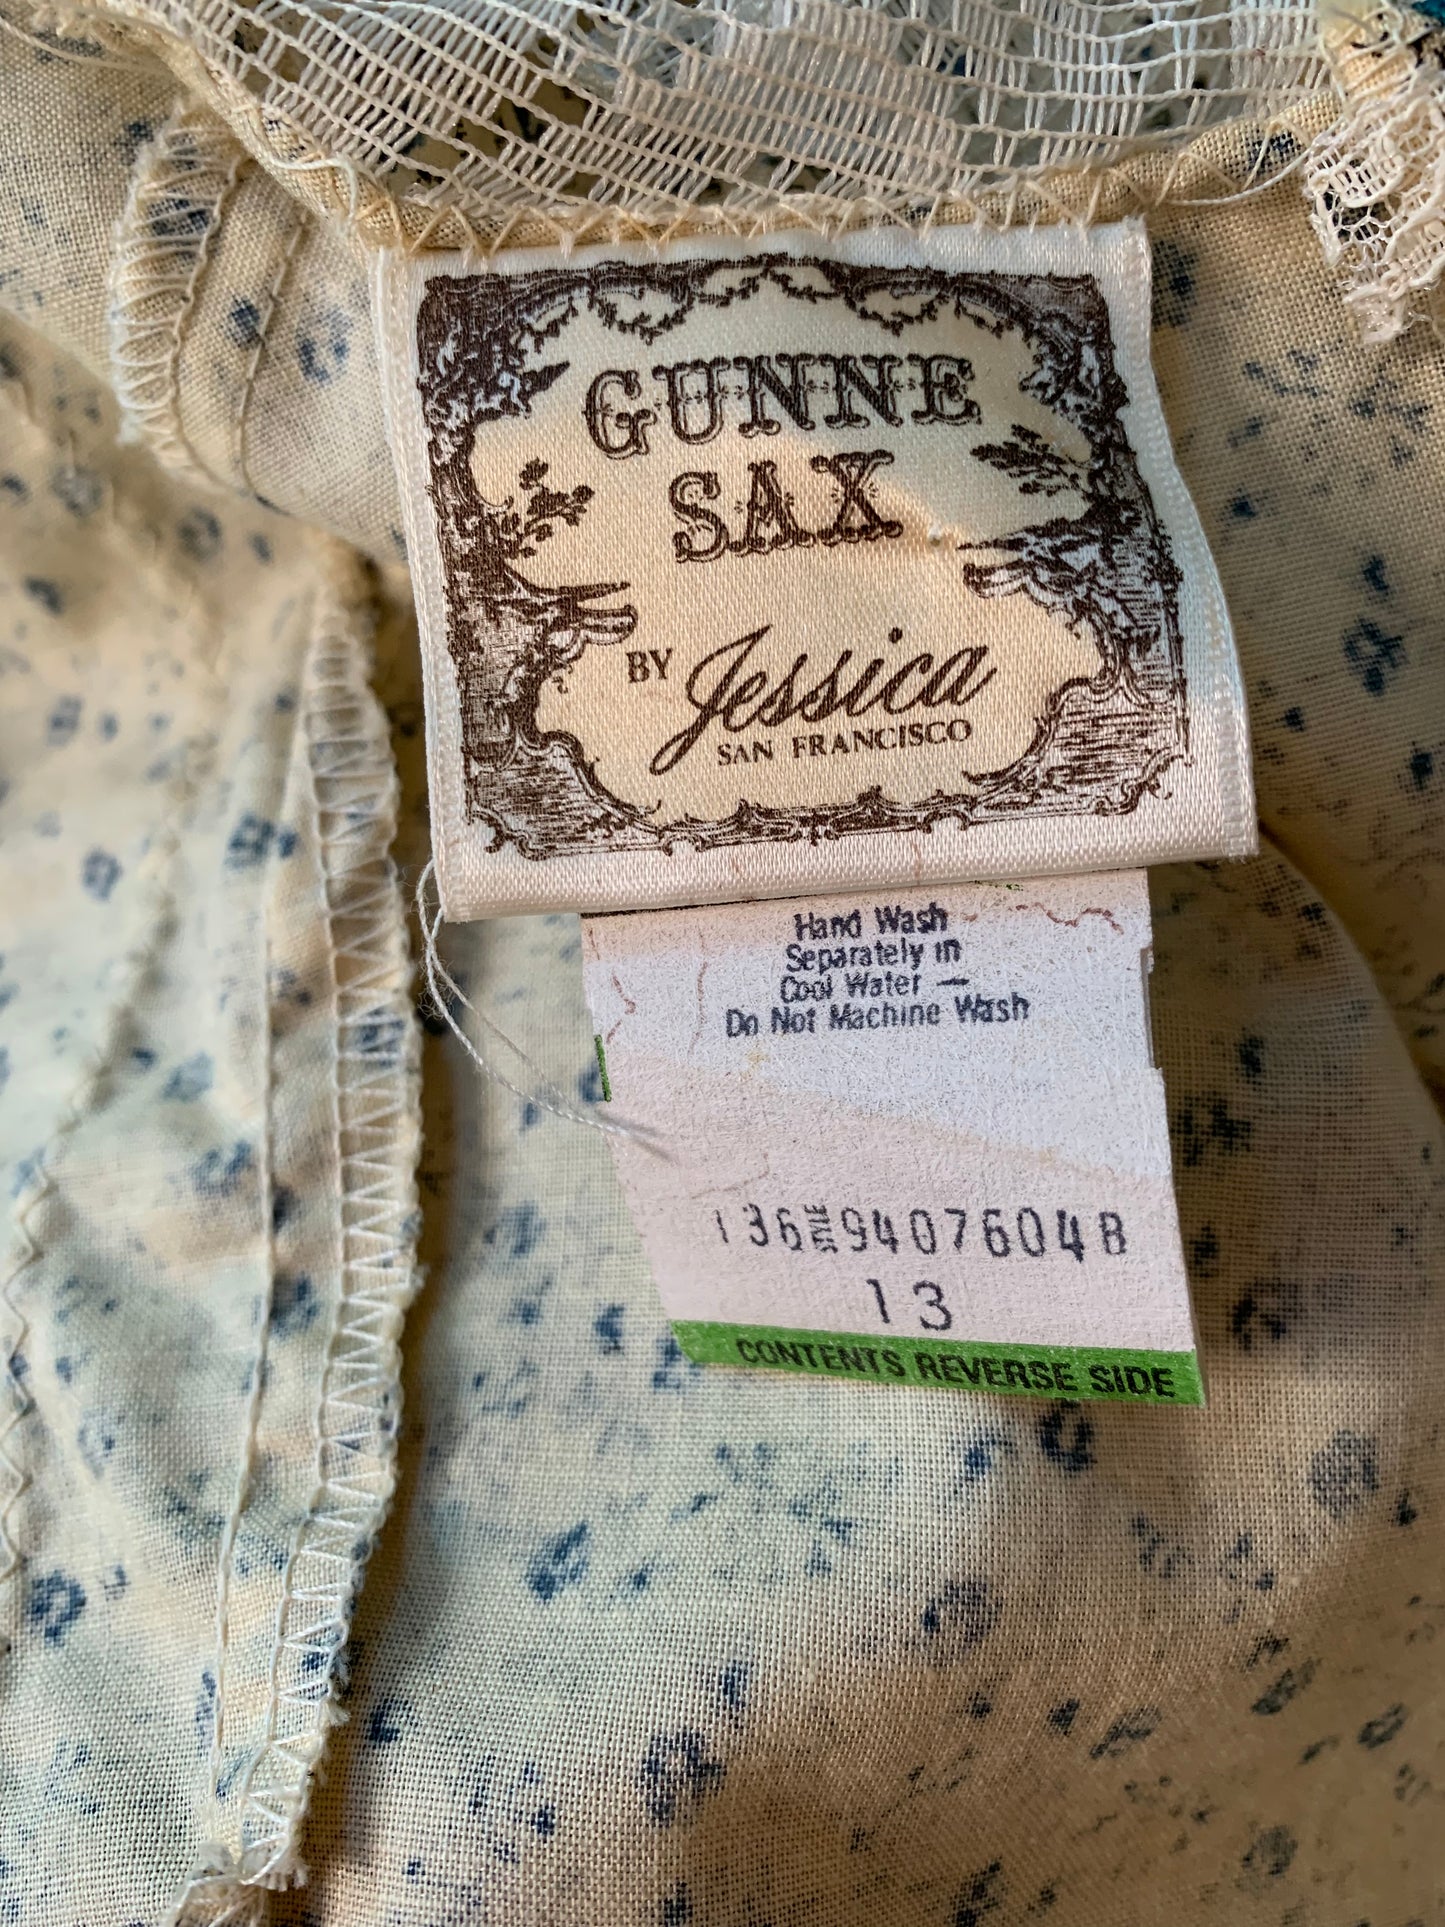 GUNNE
SAX
BY Jessica
SAN FRANCISCO
Hand Wash
Separately in
Cool Water —
Do Not Machine Wash
136 STYLE 94076048
13
CONTENTS REVERSE SIDE